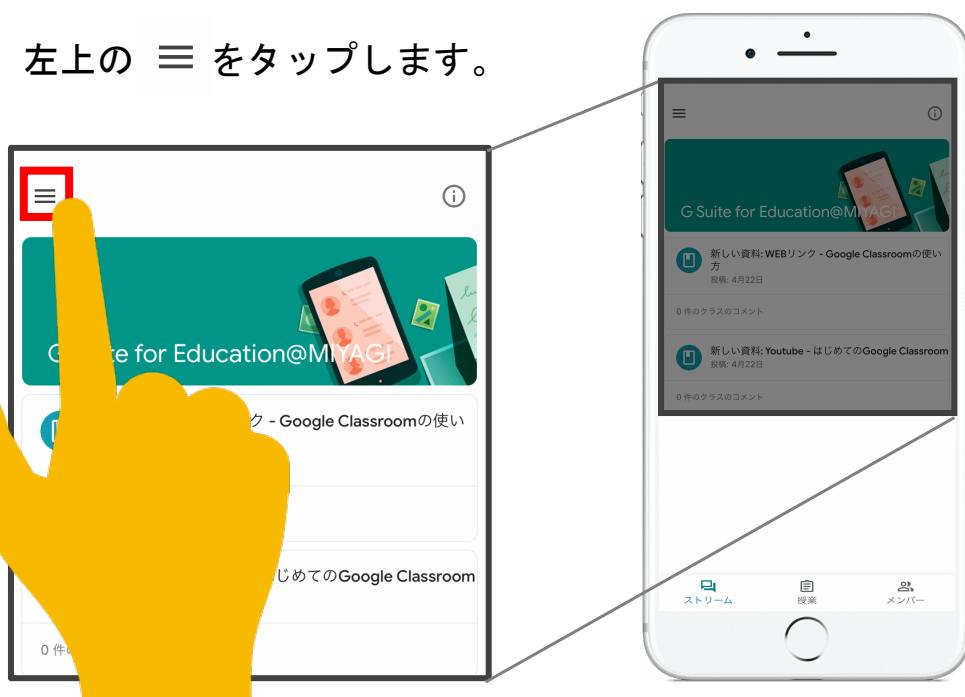 左上の ☰ をタップします。
G te for Education@MIYAGI
ク - Google Classroomの使い
じめてのGoogle Classroom
0 件
G Suite for Education@MIYAGI
新しい資料: WEBリンク - Google Classroomの使い
方
投稿: 4月22日
0 件のクラスのコメント
新しい資料: Youtube - はじめてのGoogle Classroom
投稿: 4月22日
0 件のクラスのコメント
ストリーム 授業 メンバー